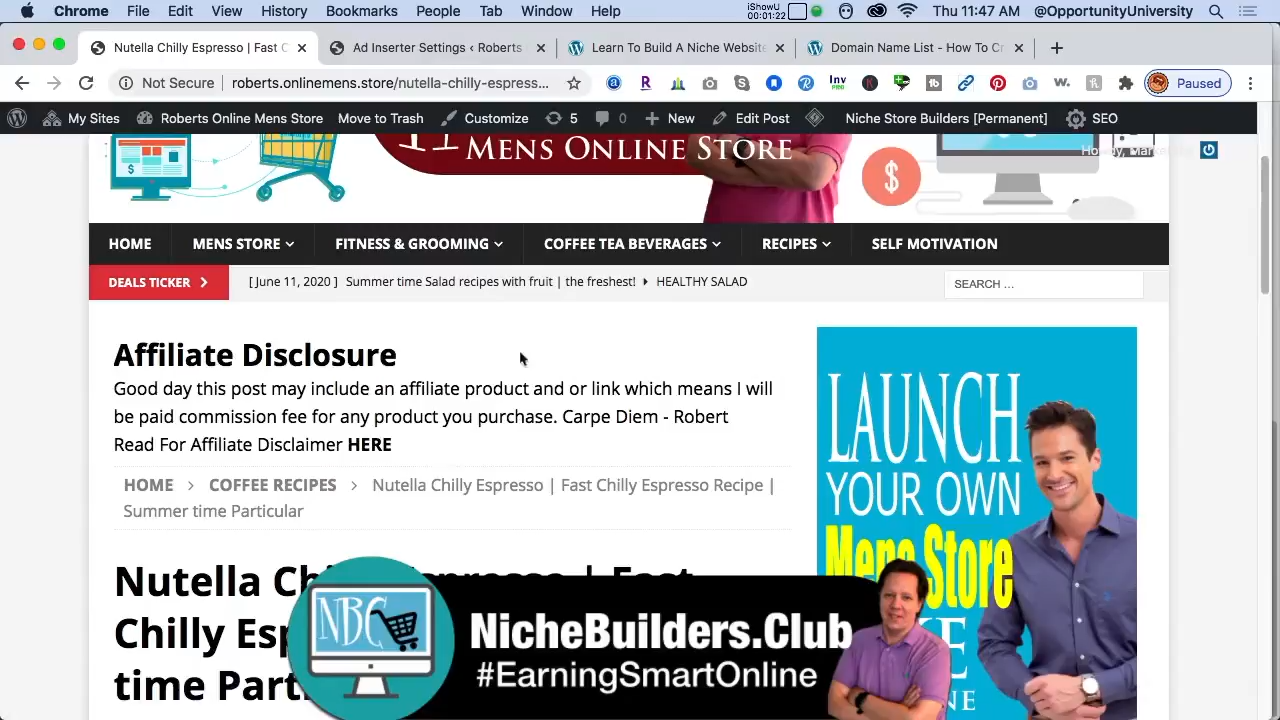 Chrome File Edit View History Bookmarks People Tab Window Help iShowU 00:01:22 Thu 11:47 AM @OpportunityUniversity
Nutella Chilly Espresso | Fast C Ad Inserter Settings ‹ Roberts Learn To Build A Niche Website Domain Name List - How To Cr
Not Secure roberts.onlinemens.store/nutella-chilly-espress... Paused
My Sites Roberts Online Mens Store Move to Trash Customize 5 0 New Edit Post Niche Store Builders [Permanent] SEO
MENS ONLINE STORE
HOME MENS STORE FITNESS & GROOMING COFFEE TEA BEVERAGES RECIPES SELF MOTIVATION
DEALS TICKER [ June 11, 2020 ] Summer time Salad recipes with fruit | the freshest! HEALTHY SALAD SEARCH ...
Affiliate Disclosure
Good day this post may include an affiliate product and or link which means I will
be paid commission fee for any product you purchase. Carpe Diem - Robert
Read For Affiliate Disclaimer HERE
HOME > COFFEE RECIPES > Nutella Chilly Espresso | Fast Chilly Espresso Recipe |
Summer time Particular
Nutella
Chilly
time
LAUNCH
YOUR OWN
Mens Store
NBC
NicheBuilders.Club
#EarningSmartOnline